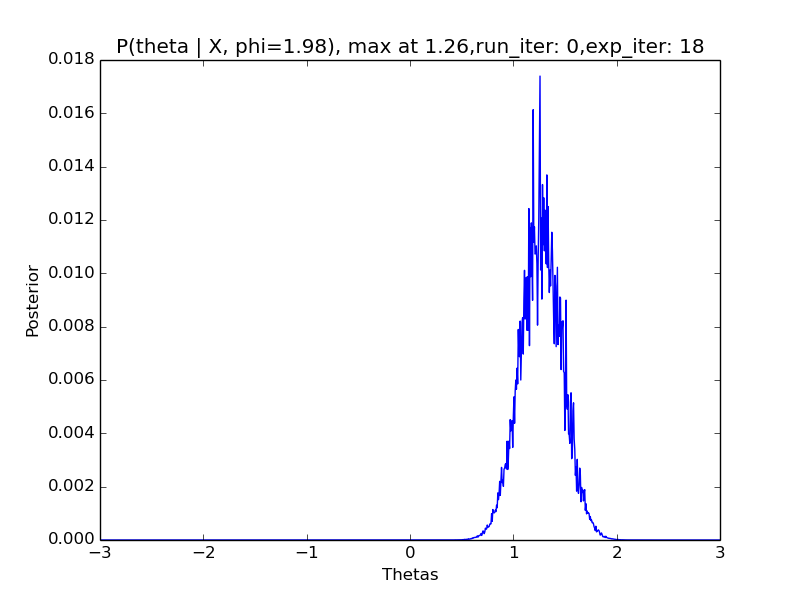 P(theta | X, phi=1.98), max at 1.26,run_iter: 0,exp_iter: 18
0.018
0.016
0.014
0.012
0.010
0.008
0.006
0.004
0.002
0.000
Posterior
−3 −2 −1 0 1 2 3
Thetas